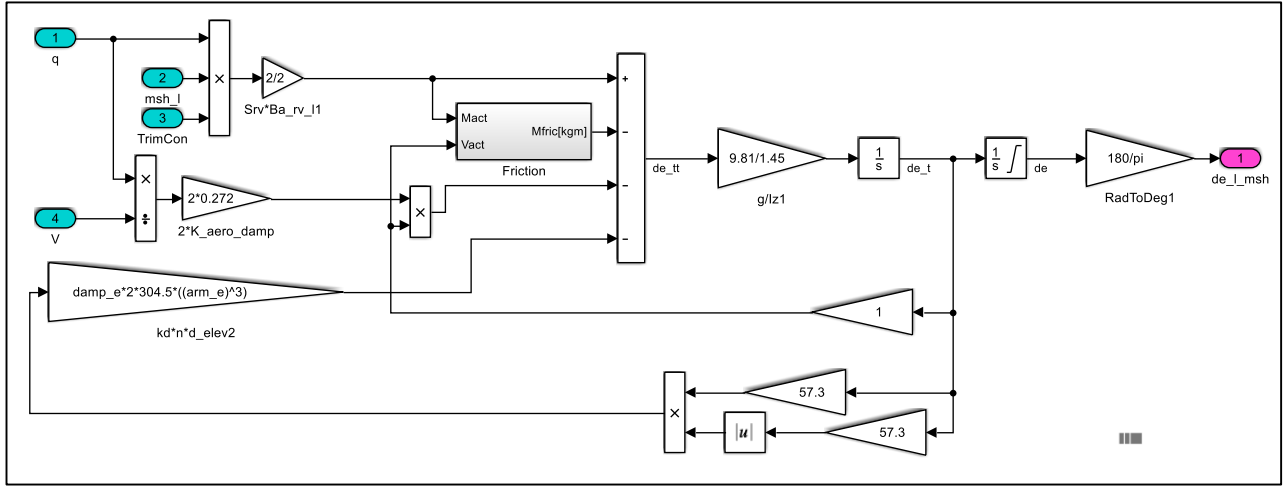 1
q
2
msh_l
3
TrimCon
×
2/2
Srv*Ba_rv_l1
+
Mact
Vact
Mfric[kgm]
−
Friction
−
−
de_tt
9.81/1.45
g/Iz1
1
s
de_t
1
s
de
180/pi
RadToDeg1
1
de_l_msh
×
÷
4
V
2*0.272
2*K_aero_damp
×
damp_e*2*304.5*((arm_e)^3)
kd*n*d_elev2
1
×
57.3
|u|
57.3